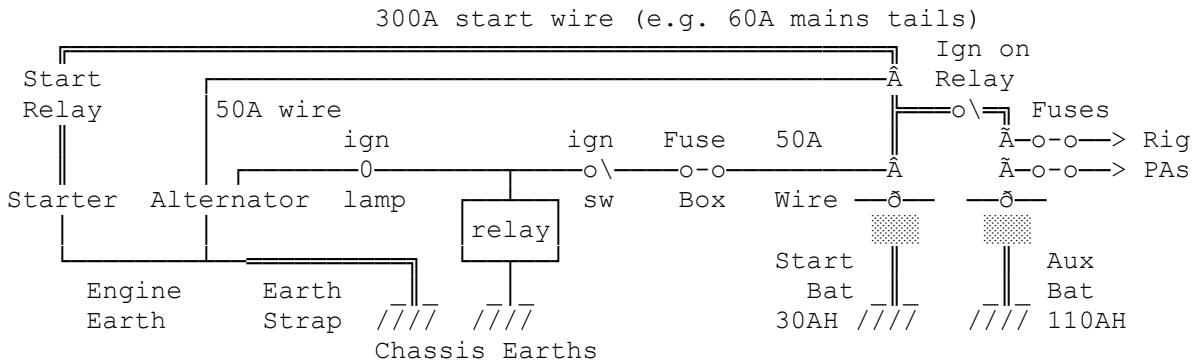 300A start wire (e.g. 60A mains tails)
Ign on
Start Â Relay
Relay 50A wire o\ Fuses
ign ign Fuse 50A Ã-o-o—> Rig
0 o\ o-o Â Ã-o-o—> PAs
Starter Alternator lamp sw Box Wire —ð— —ð—
relay
Start Aux
Engine Earth Bat Bat
Earth Strap //// //// 30AH //// //// 110AH
Chassis Earths